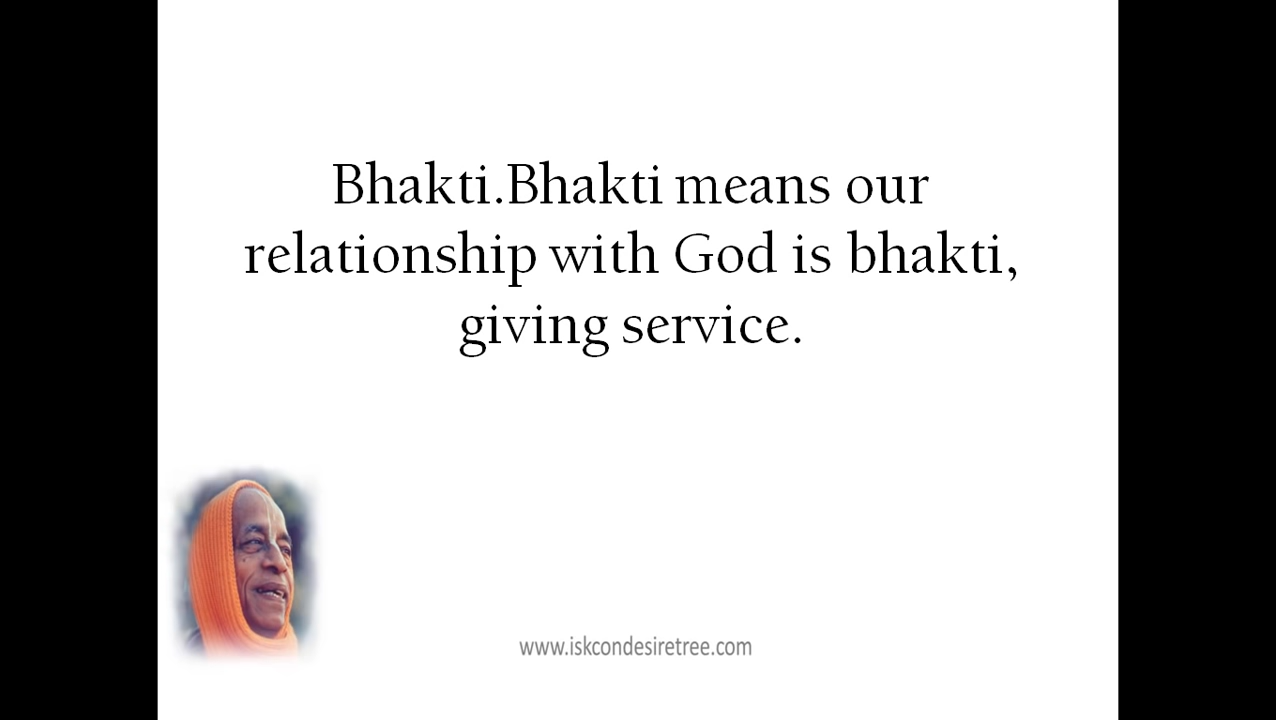 Bhakti.Bhakti means our
relationship with God is bhakti,
giving service.
www.iskcondesiretree.com